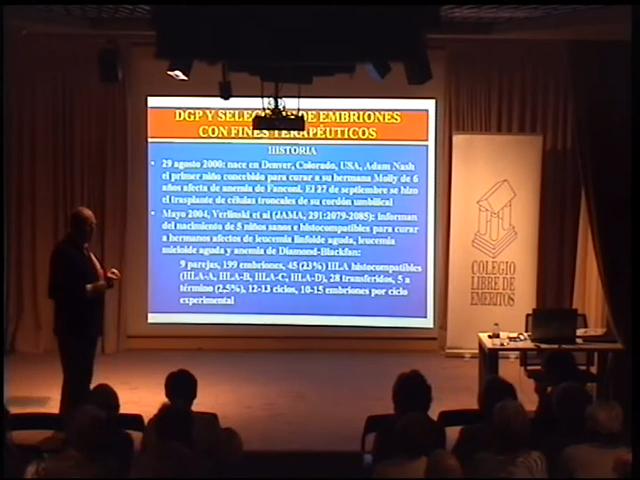 DGP Y SELECCIÓN DE EMBRIONES
CON FINES TERAPÉUTICOS
HISTORIA
• 29 agosto 2000: nace en Denver, Colorado, USA, Adam Nash
el primer niño concebido para curar a su hermana Molly de 6
años afecta de anemia de Fanconi. El 27 de septiembre se hizo
el trasplante de células troncales de su cordón umbilical
• Mayo 2004, Verlinski et al (JAMA, 291:2079-2085): informan
del nacimiento de 5 niños sanos e histocompatibles para curar
a hermanos afectos de leucemia linfoide aguda, leucemia
mieloide aguda y anemia de Diamond-Blackfan:
9 parejas, 199 embriones, 45 (23%) HLA histocompatibles
(HLA-A, HLA-B, HLA-C, HLA-D), 28 transferidos, 5 a
término (2,5%), 12-13 ciclos, 10-15 embriones por ciclo
experimental
COLEGIO
LIBRE DE
EMÉRITOS